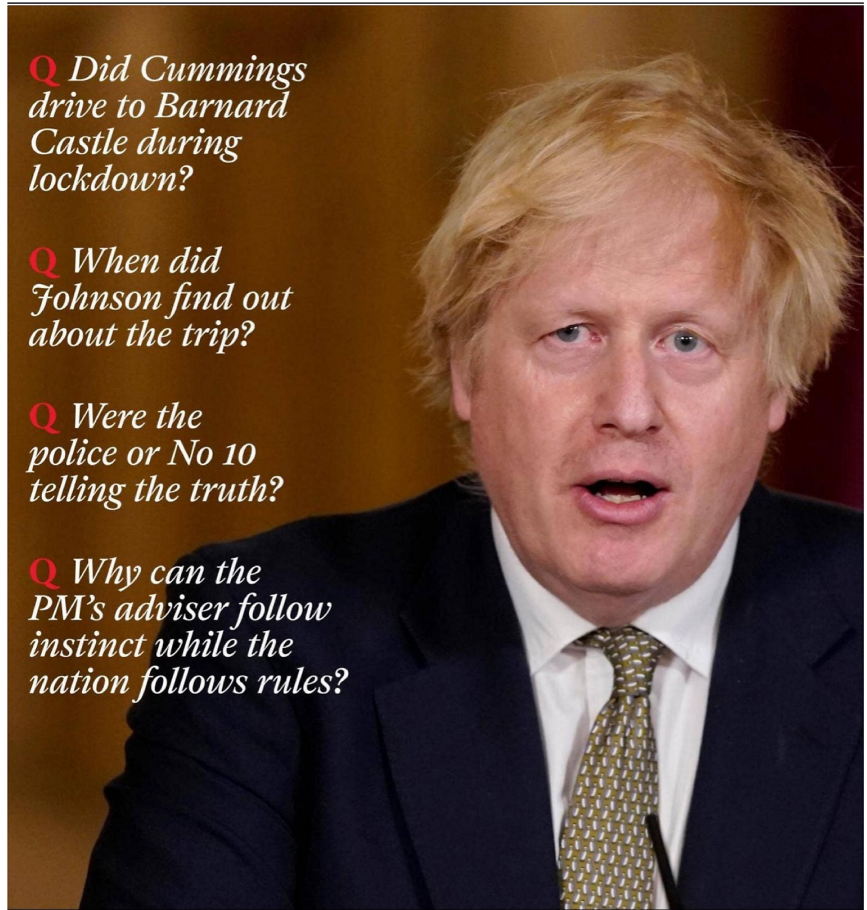 Q Did Cummings
drive to Barnard
Castle during
lockdown?
Q When did
Johnson find out
about the trip?
Q Were the
police or No 10
telling the truth?
Q Why can the
PM’s adviser follow
instinct while the
nation follows rules?